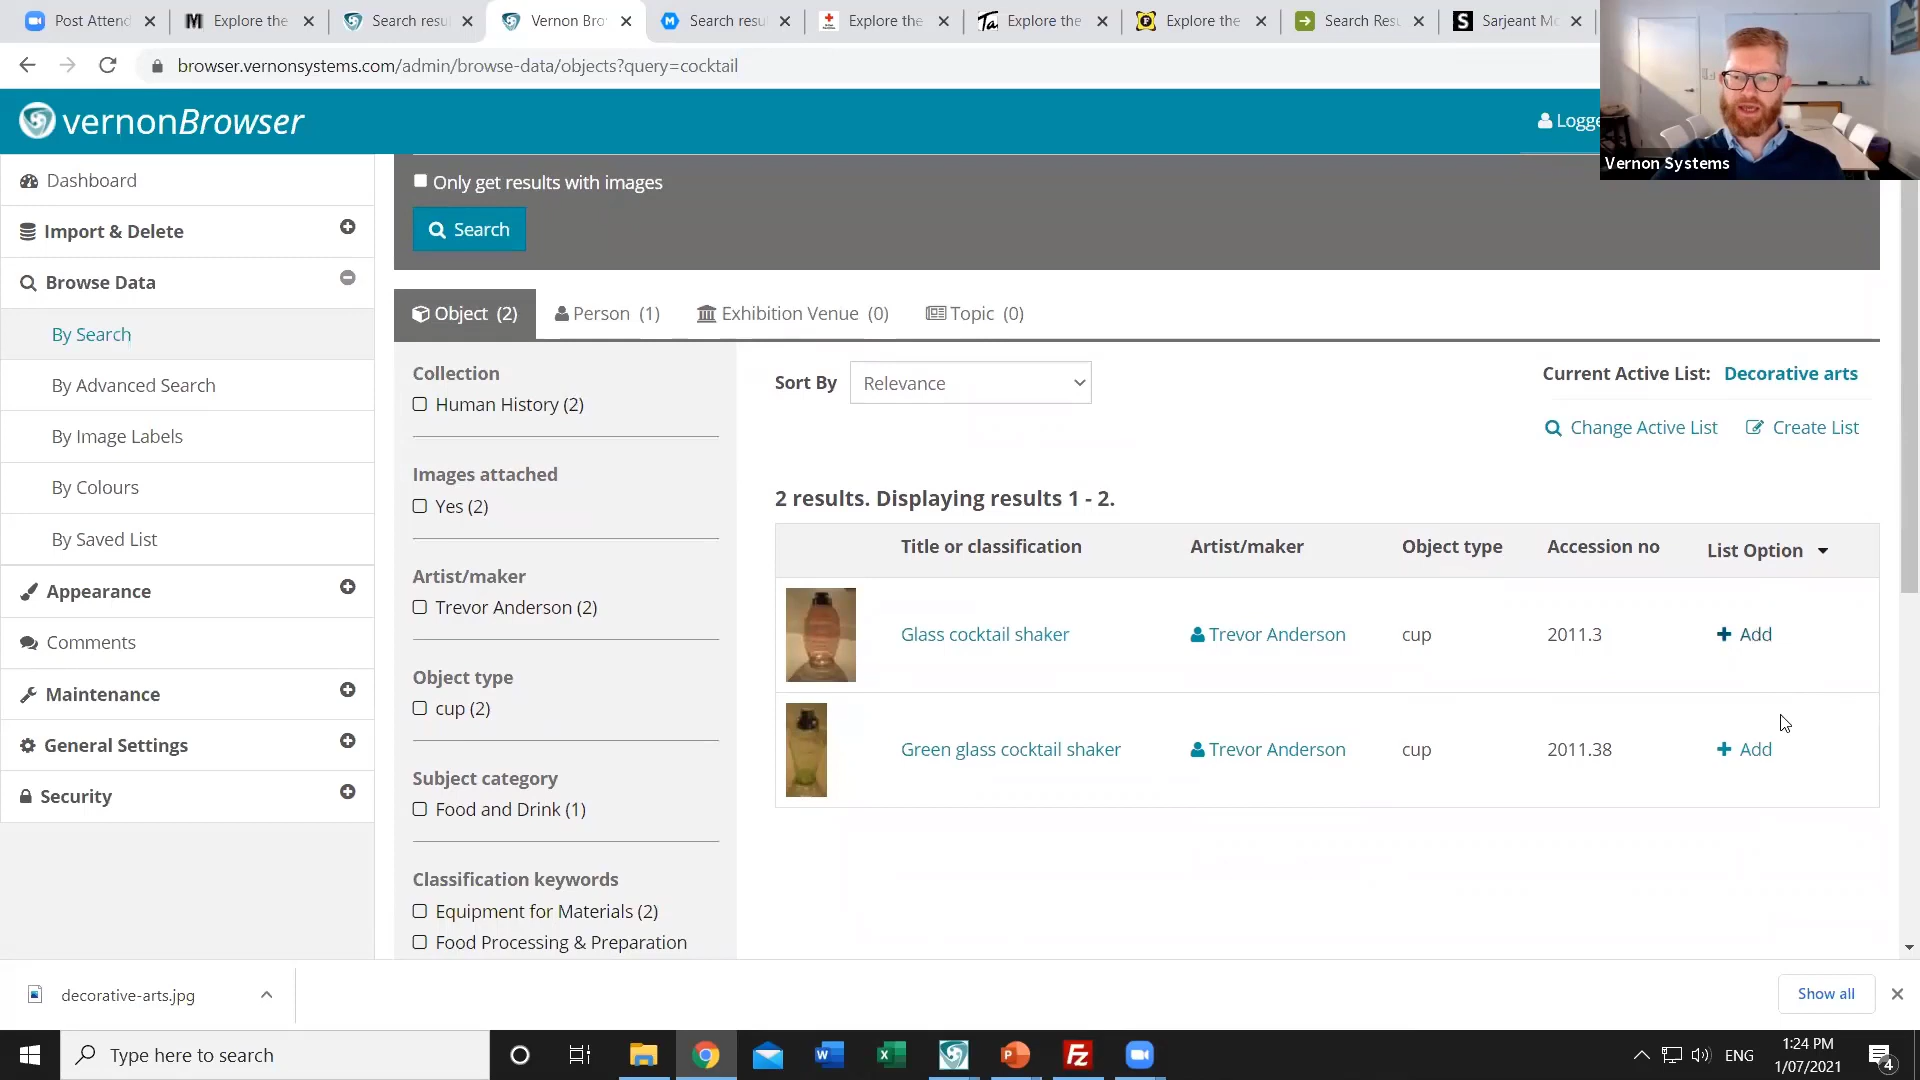 Post Attend
Explore the
Search resu
Vernon Bro
Search resu
Explore the
Explore the
Explore the
Search Res
Sarjeant Mo
browser.vernonsystems.com/admin/browse-data/objects?query=cocktail
vernonBrowser
Logge
Vernon Systems
Dashboard
Import & Delete
Browse Data
By Search
By Advanced Search
By Image Labels
By Colours
By Saved List
Appearance
Comments
Maintenance
General Settings
Security
Only get results with images
Search
Object (2)
Person (1)
Exhibition Venue (0)
Topic (0)
Collection
Human History (2)
Images attached
Yes (2)
Artist/maker
Trevor Anderson (2)
Object type
cup (2)
Subject category
Food and Drink (1)
Classification keywords
Equipment for Materials (2)
Food Processing & Preparation
Sort By Relevance
Current Active List: Decorative arts
Change Active List Create List
2 results. Displaying results 1 - 2.
Title or classification Artist/maker Object type Accession no List Option
Glass cocktail shaker Trevor Anderson cup 2011.3 Add
Green glass cocktail shaker Trevor Anderson cup 2011.38 Add
decorative-arts.jpg
Show all
Type here to search
ENG
1:24 PM
1/07/2021
4